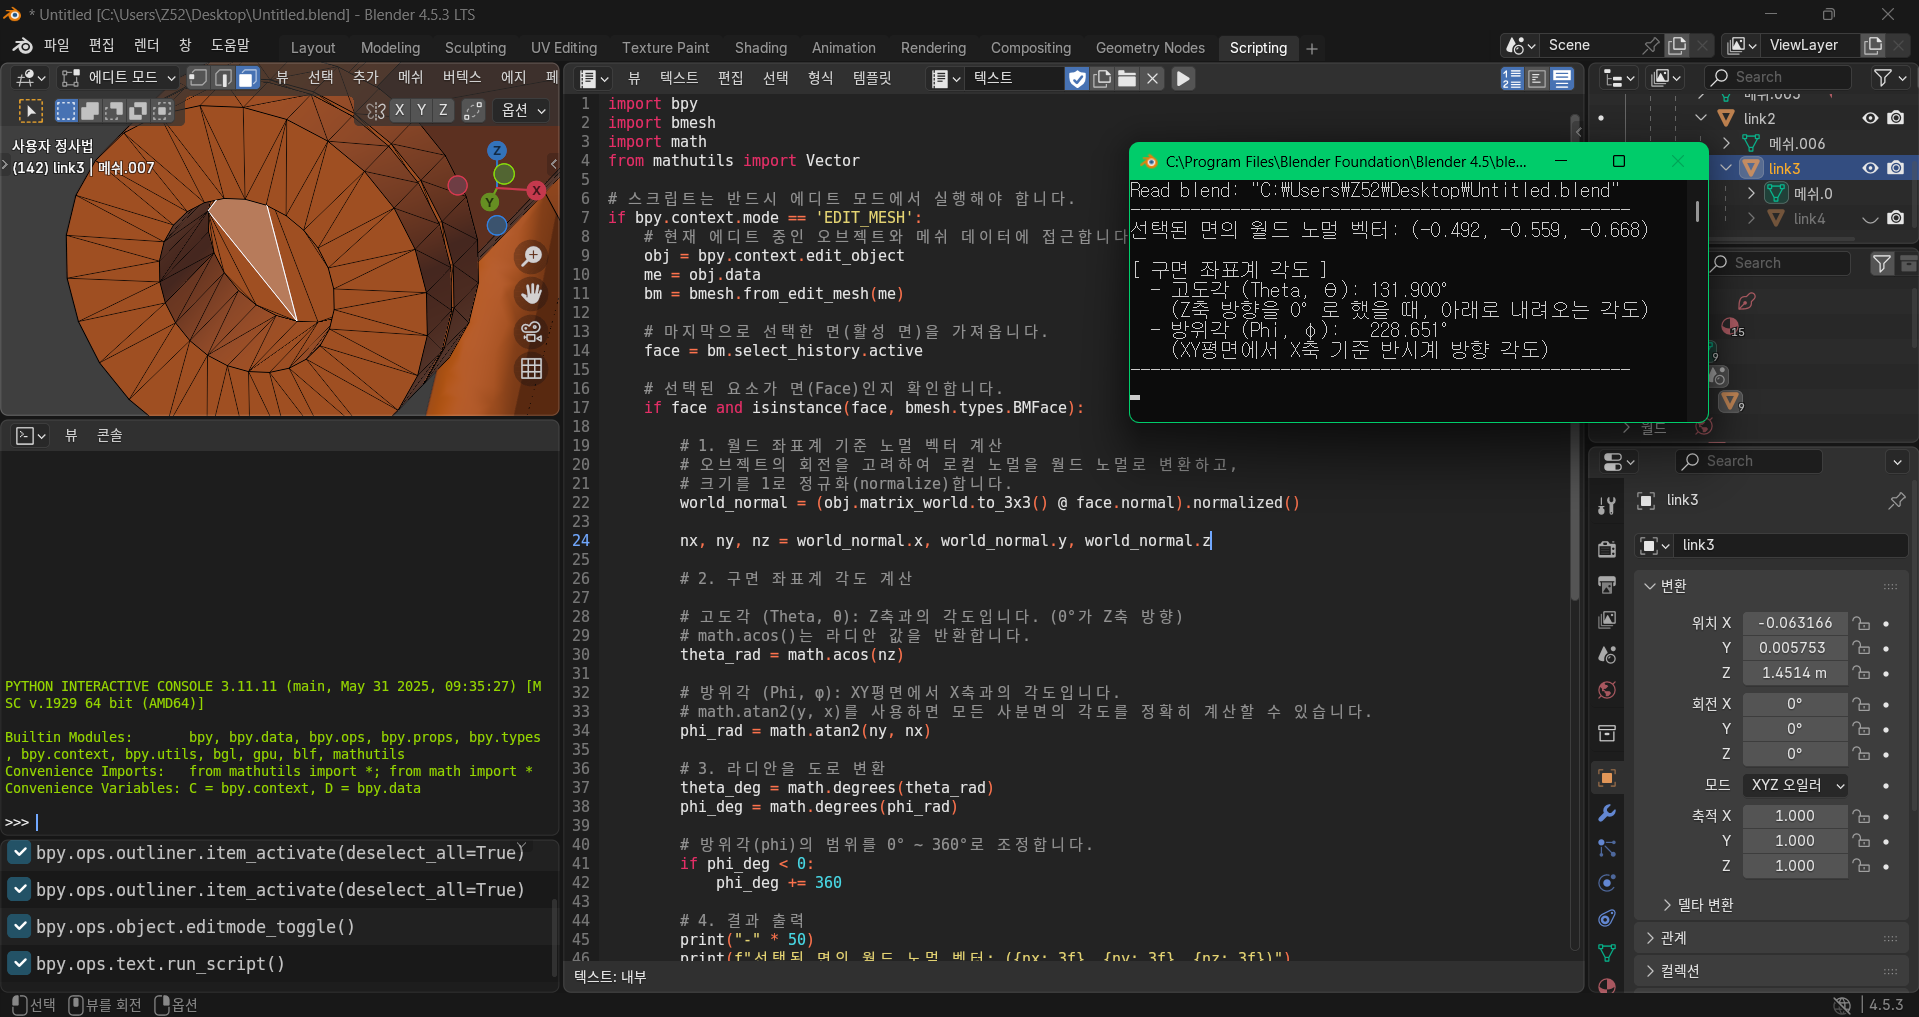 * Untitled [C:\Users\Z52\Desktop\Untitled.blend] - Blender 4.5.3 LTS
파일 편집 렌더 창 도움말
Layout Modeling Sculpting UV Editing Texture Paint Shading Animation Rendering Compositing Geometry Nodes Scripting +
Scene
ViewLayer
에디트 모드 뷰 선택 추가 메쉬 버텍스 에지 페
X Y Z 옵션
사용자 정사법
(142) link3 | 메쉬.007
Z
X
Y
뷰 콘솔
PYTHON INTERACTIVE CONSOLE 3.11.11 (main, May 31 2025, 09:35:27) [M
SC v.1929 64 bit (AMD64)]
Builtin Modules: bpy, bpy.data, bpy.ops, bpy.props, bpy.types
, bpy.context, bpy.utils, bgl, gpu, blf, mathutils
Convenience Imports: from mathutils import *; from math import *
Convenience Variables: C = bpy.context, D = bpy.data
>>>
bpy.ops.outliner.item_activate(deselect_all=True)
bpy.ops.outliner.item_activate(deselect_all=True)
bpy.ops.object.editmode_toggle()
bpy.ops.text.run_script()
뷰 텍스트 편집 선택 형식 템플릿 텍스트
1 import bpy
2 import bmesh
3 import math
4 from mathutils import Vector
5
6 # 스크립트는 반드시 에디트 모드에서 실행해야 합니다.
7 if bpy.context.mode == 'EDIT_MESH':
8 # 현재 에디트 중인 오브젝트와 메쉬 데이터에 접근합니다
9 obj = bpy.context.edit_object
10 me = obj.data
11 bm = bmesh.from_edit_mesh(me)
12
13 # 마지막으로 선택한 면(활성 면)을 가져옵니다.
14 face = bm.select_history.active
15
16 # 선택된 요소가 면(Face)인지 확인합니다.
17 if face and isinstance(face, bmesh.types.BMFace):
18
19 # 1. 월드 좌표계 기준 노멀 벡터 계산
20 # 오브젝트의 회전을 고려하여 로컬 노멀을 월드 노멀로 변환하고,
21 # 크기를 1로 정규화(normalize)합니다.
22 world_normal = (obj.matrix_world.to_3x3() @ face.normal).normalized()
23
24 nx, ny, nz = world_normal.x, world_normal.y, world_normal.z
25
26 # 2. 구면 좌표계 각도 계산
27
28 # 고도각 (Theta, θ): Z축과의 각도입니다. (0°가 Z축 방향)
29 # math.acos()는 라디안 값을 반환합니다.
30 theta_rad = math.acos(nz)
31
32 # 방위각 (Phi, φ): XY평면에서 X축과의 각도입니다.
33 # math.atan2(y, x)를 사용하면 모든 사분면의 각도를 정확히 계산할 수 있습니다.
34 phi_rad = math.atan2(ny, nx)
35
36 # 3. 라디안을 도로 변환
37 theta_deg = math.degrees(theta_rad)
38 phi_deg = math.degrees(phi_rad)
39
40 # 방위각(phi)의 범위를 0° ~ 360°로 조정합니다.
41 if phi_deg < 0:
42 phi_deg += 360
43
44 # 4. 결과 출력
45 print("-" * 50)
46 print(f"선택된 면의 월드 노멀 벡터: ({nx:.3f}, {ny:.3f}, {nz:.3f})")
텍스트: 내부
C:\Program Files\Blender Foundation\Blender 4.5\ble...
Read blend: "C:₩Users₩Z52₩Desktop₩Untitled.blend"
--------------------------------------------------
선택된 면의 월드 노멀 벡터: (-0.492, -0.559, -0.668)
[ 구면 좌표계 각도 ]
- 고도각 (Theta, θ): 131.900°
(Z축 방향을 0° 로 했을 때, 아래로 내려오는 각도)
- 방위각 (Phi, φ): 228.651°
(XY평면에서 X축 기준 반시계 방향 각도)
--------------------------------------------------
Search
메쉬.005
link2
메쉬.006
link3
메쉬.0
link4
Search
15
9
9
월드
Search
link3
link3
변환
위치 X -0.063166
Y 0.005753
Z 1.4514 m
회전 X 0°
Y 0°
Z 0°
모드 XYZ 오일러
축적 X 1.000
Y 1.000
Z 1.000
델타 변환
관계
컬렉션
선택 뷰를 회전 옵션
4.5.3